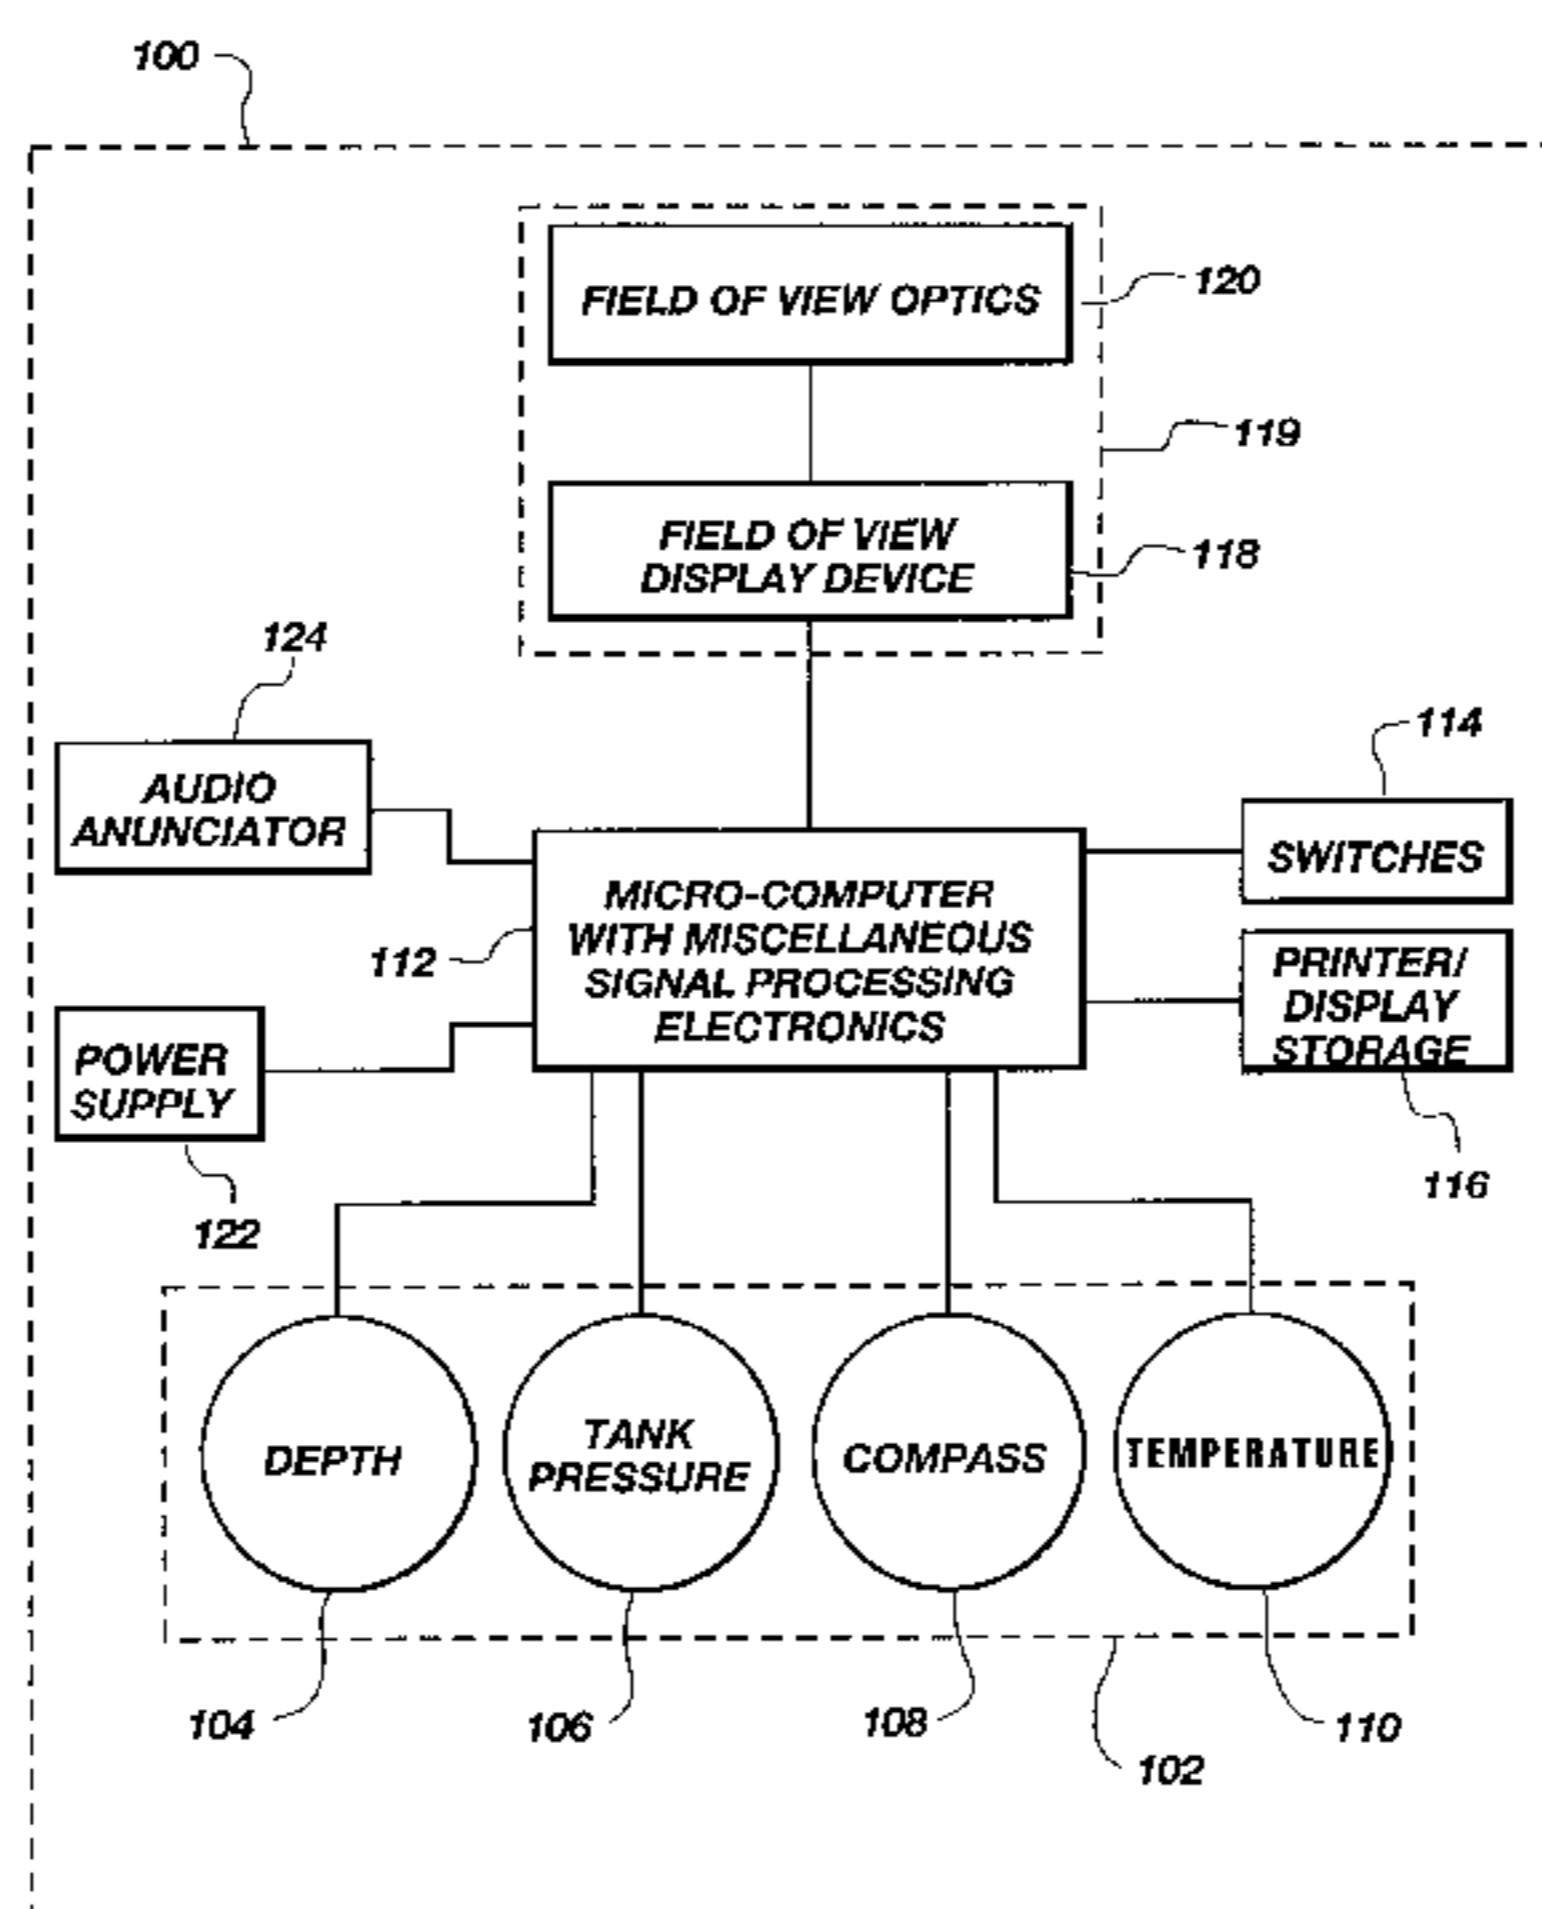 100
FIELD OF VIEW OPTICS
120
119
FIELD OF VIEW
DISPLAY DEVICE
118
124
AUDIO
ANUNCIATOR
114
SWITCHES
MICRO-COMPUTER
WITH MISCELLANEOUS
SIGNAL PROCESSING
ELECTRONICS
112
PRINTER/
DISPLAY
STORAGE
116
POWER
SUPPLY
122
DEPTH
TANK
PRESSURE
COMPASS
TEMPERATURE
104
106
108
110
102